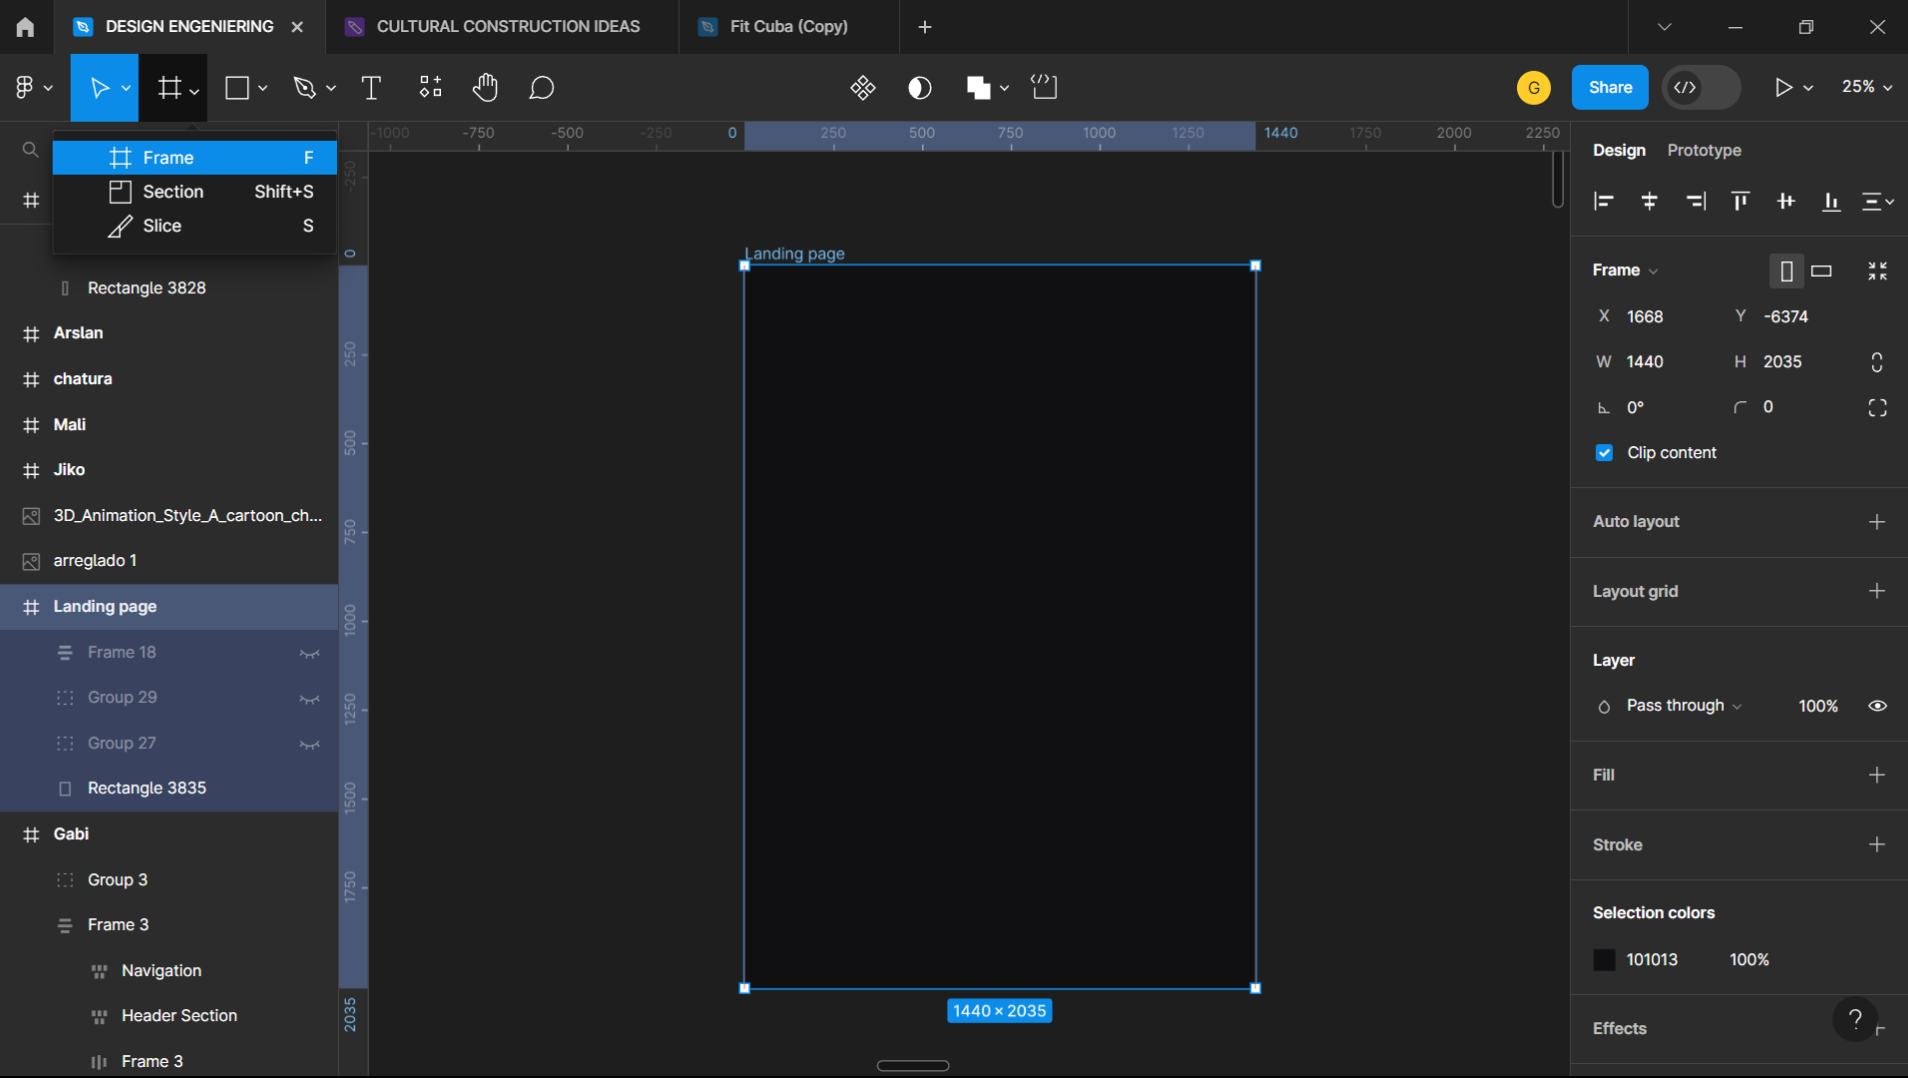 DESIGN ENGENIERING
CULTURAL CONSTRUCTION IDEAS
Fit Cuba (Copy)
G
Share
25%
Frame F
Section Shift+S
Slice S
Rectangle 3828
Arslan
chatura
Mali
Jiko
3D_Animation_Style_A_cartoon_ch...
arreglado 1
Landing page
Frame 18
Group 29
Group 27
Rectangle 3835
Gabi
Group 3
Frame 3
Navigation
Header Section
Frame 3
-1000 -750 -500 -250 0 250 500 750 1000 1250 1440 1750 2000 2250
-250
0
250
500
750
1000
1250
1500
1750
2035
Landing page
1440 × 2035
Design Prototype
Frame
X 1668 Y -6374
W 1440 H 2035
0° 0
Clip content
Auto layout
Layout grid
Layer
Pass through 100%
Fill
Stroke
Selection colors
101013 100%
Effects
?